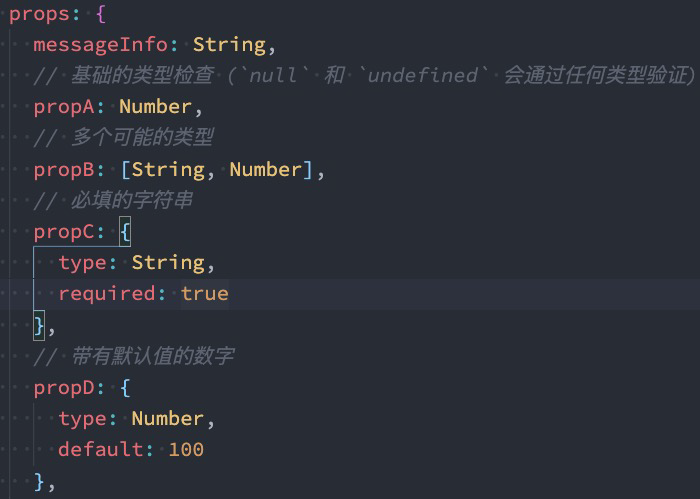 props: {
messageInfo: String,
// 基础的类型检查 (`null` 和 `undefined` 会通过任何类型验证)
propA: Number,
// 多个可能的类型
propB: [String, Number],
// 必填的字符串
propC: {
type: String,
required: true
},
// 带有默认值的数字
propD: {
type: Number,
default: 100
},